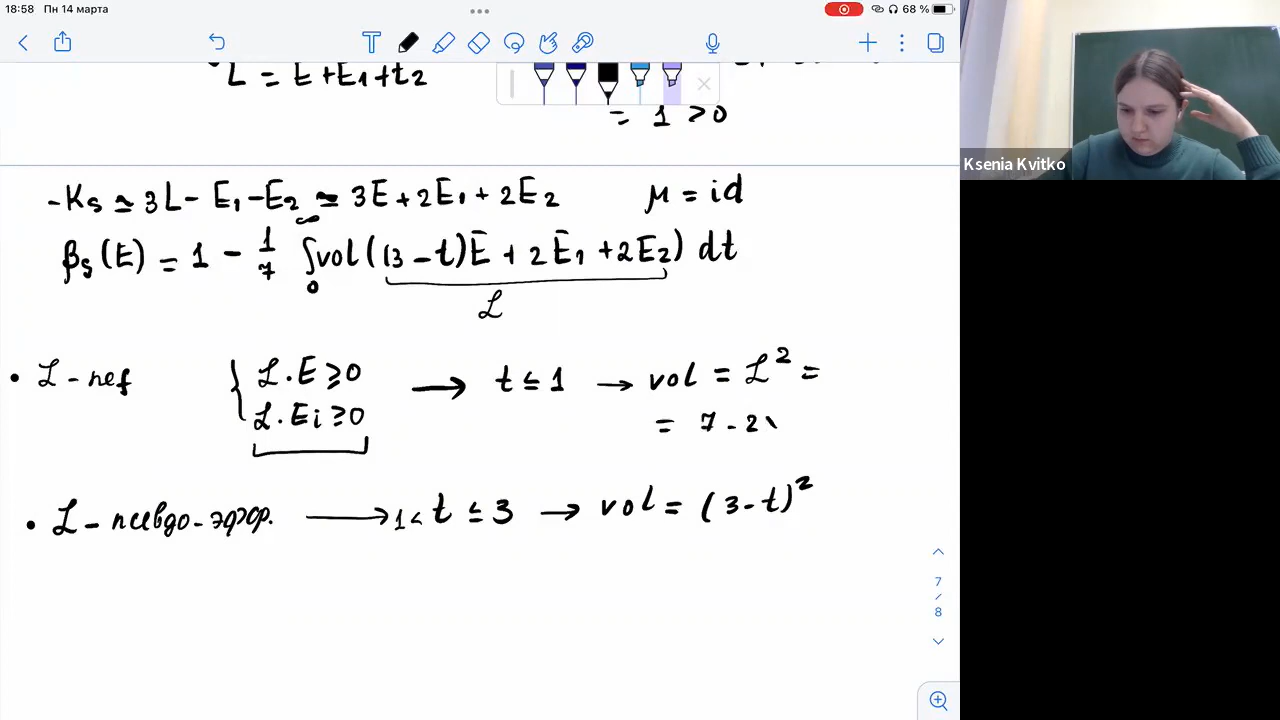 18:58 Пн 14 марта
68 %
L = E + E₁ + t₂
= 1 > 0
Ksenia Kvitko
-Ks ≃ 3L - E₁ - E₂ ≃ 3E + 2E₁ + 2E₂ μ = id
βs(E) = 1 - 1/7 ∫₀^∞ vol((3 - t)E + 2E₁ + 2E₂) dt
ℒ
• ℒ - nef { ℒ.E ≥ 0 ⟶ t ≤ 1 → vol = ℒ² =
ℒ.Ei ≥ 0 = 7 - 2
• ℒ - псевдо-эфф. ⟶ 1 < t ≤ 3 → vol = (3 - t)²
7
/
8